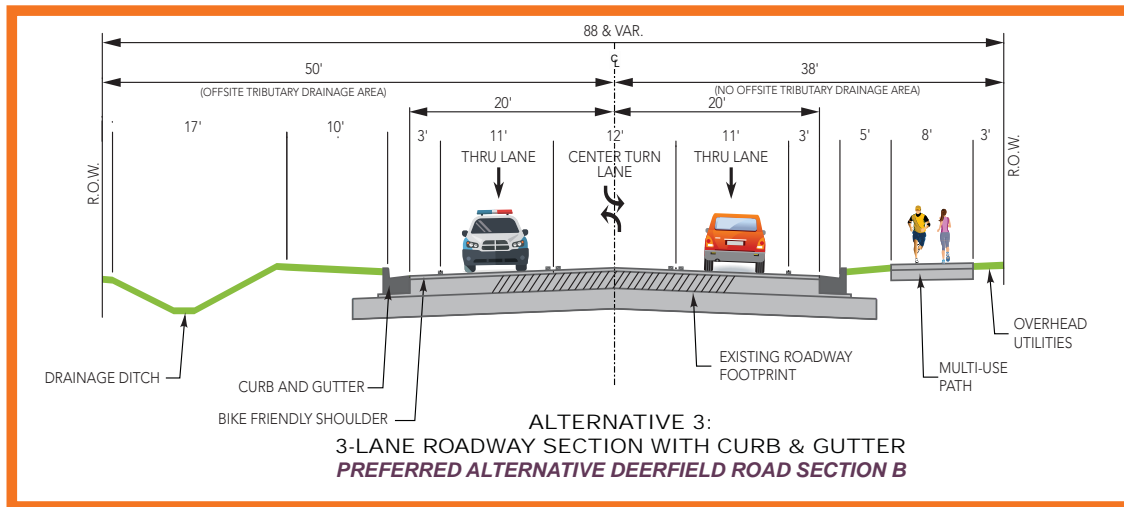 88 & VAR.
℄
50'
38'
(OFFSITE TRIBUTARY DRAINAGE AREA)
(NO OFFSITE TRIBUTARY DRAINAGE AREA)
20'
20'
17'
10'
3'
11'
12'
11'
3'
5'
8'
3'
R.O.W.
THRU LANE
CENTER TURN
LANE
THRU LANE
R.O.W.
DRAINAGE DITCH
CURB AND GUTTER
BIKE FRIENDLY SHOULDER
EXISTING ROADWAY
FOOTPRINT
MULTI-USE
PATH
OVERHEAD
UTILITIES
ALTERNATIVE 3:
3-LANE ROADWAY SECTION WITH CURB & GUTTER
PREFERRED ALTERNATIVE DEERFIELD ROAD SECTION B